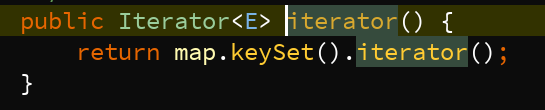 public Iterator<E> iterator() {
    return map.keySet().iterator();
}